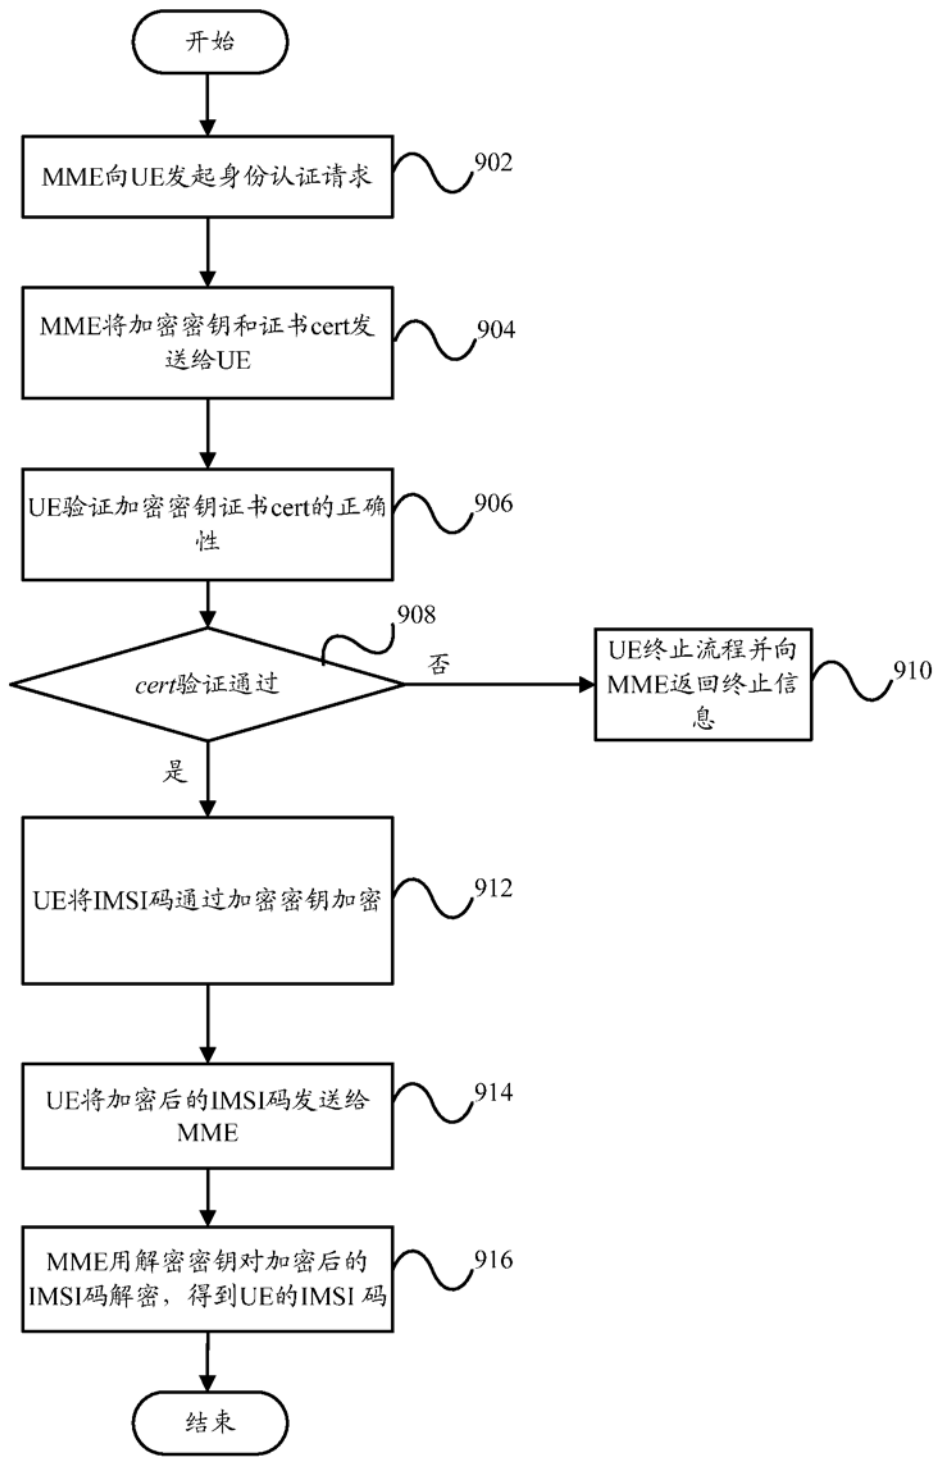 开始
MME向UE发起身份认证请求
902
MME将加密密钥和证书cert发
送给UE
904
UE验证加密密钥证书cert的正确
性
906
908
cert验证通过
否
UE终止流程并向
MME返回终止信
息
910
是
UE将IMSI码通过加密密钥加密
912
UE将加密后的IMSI码发送给
MME
914
MME用解密密钥对加密后的
IMSI码解密，得到UE的IMSI 码
916
结束